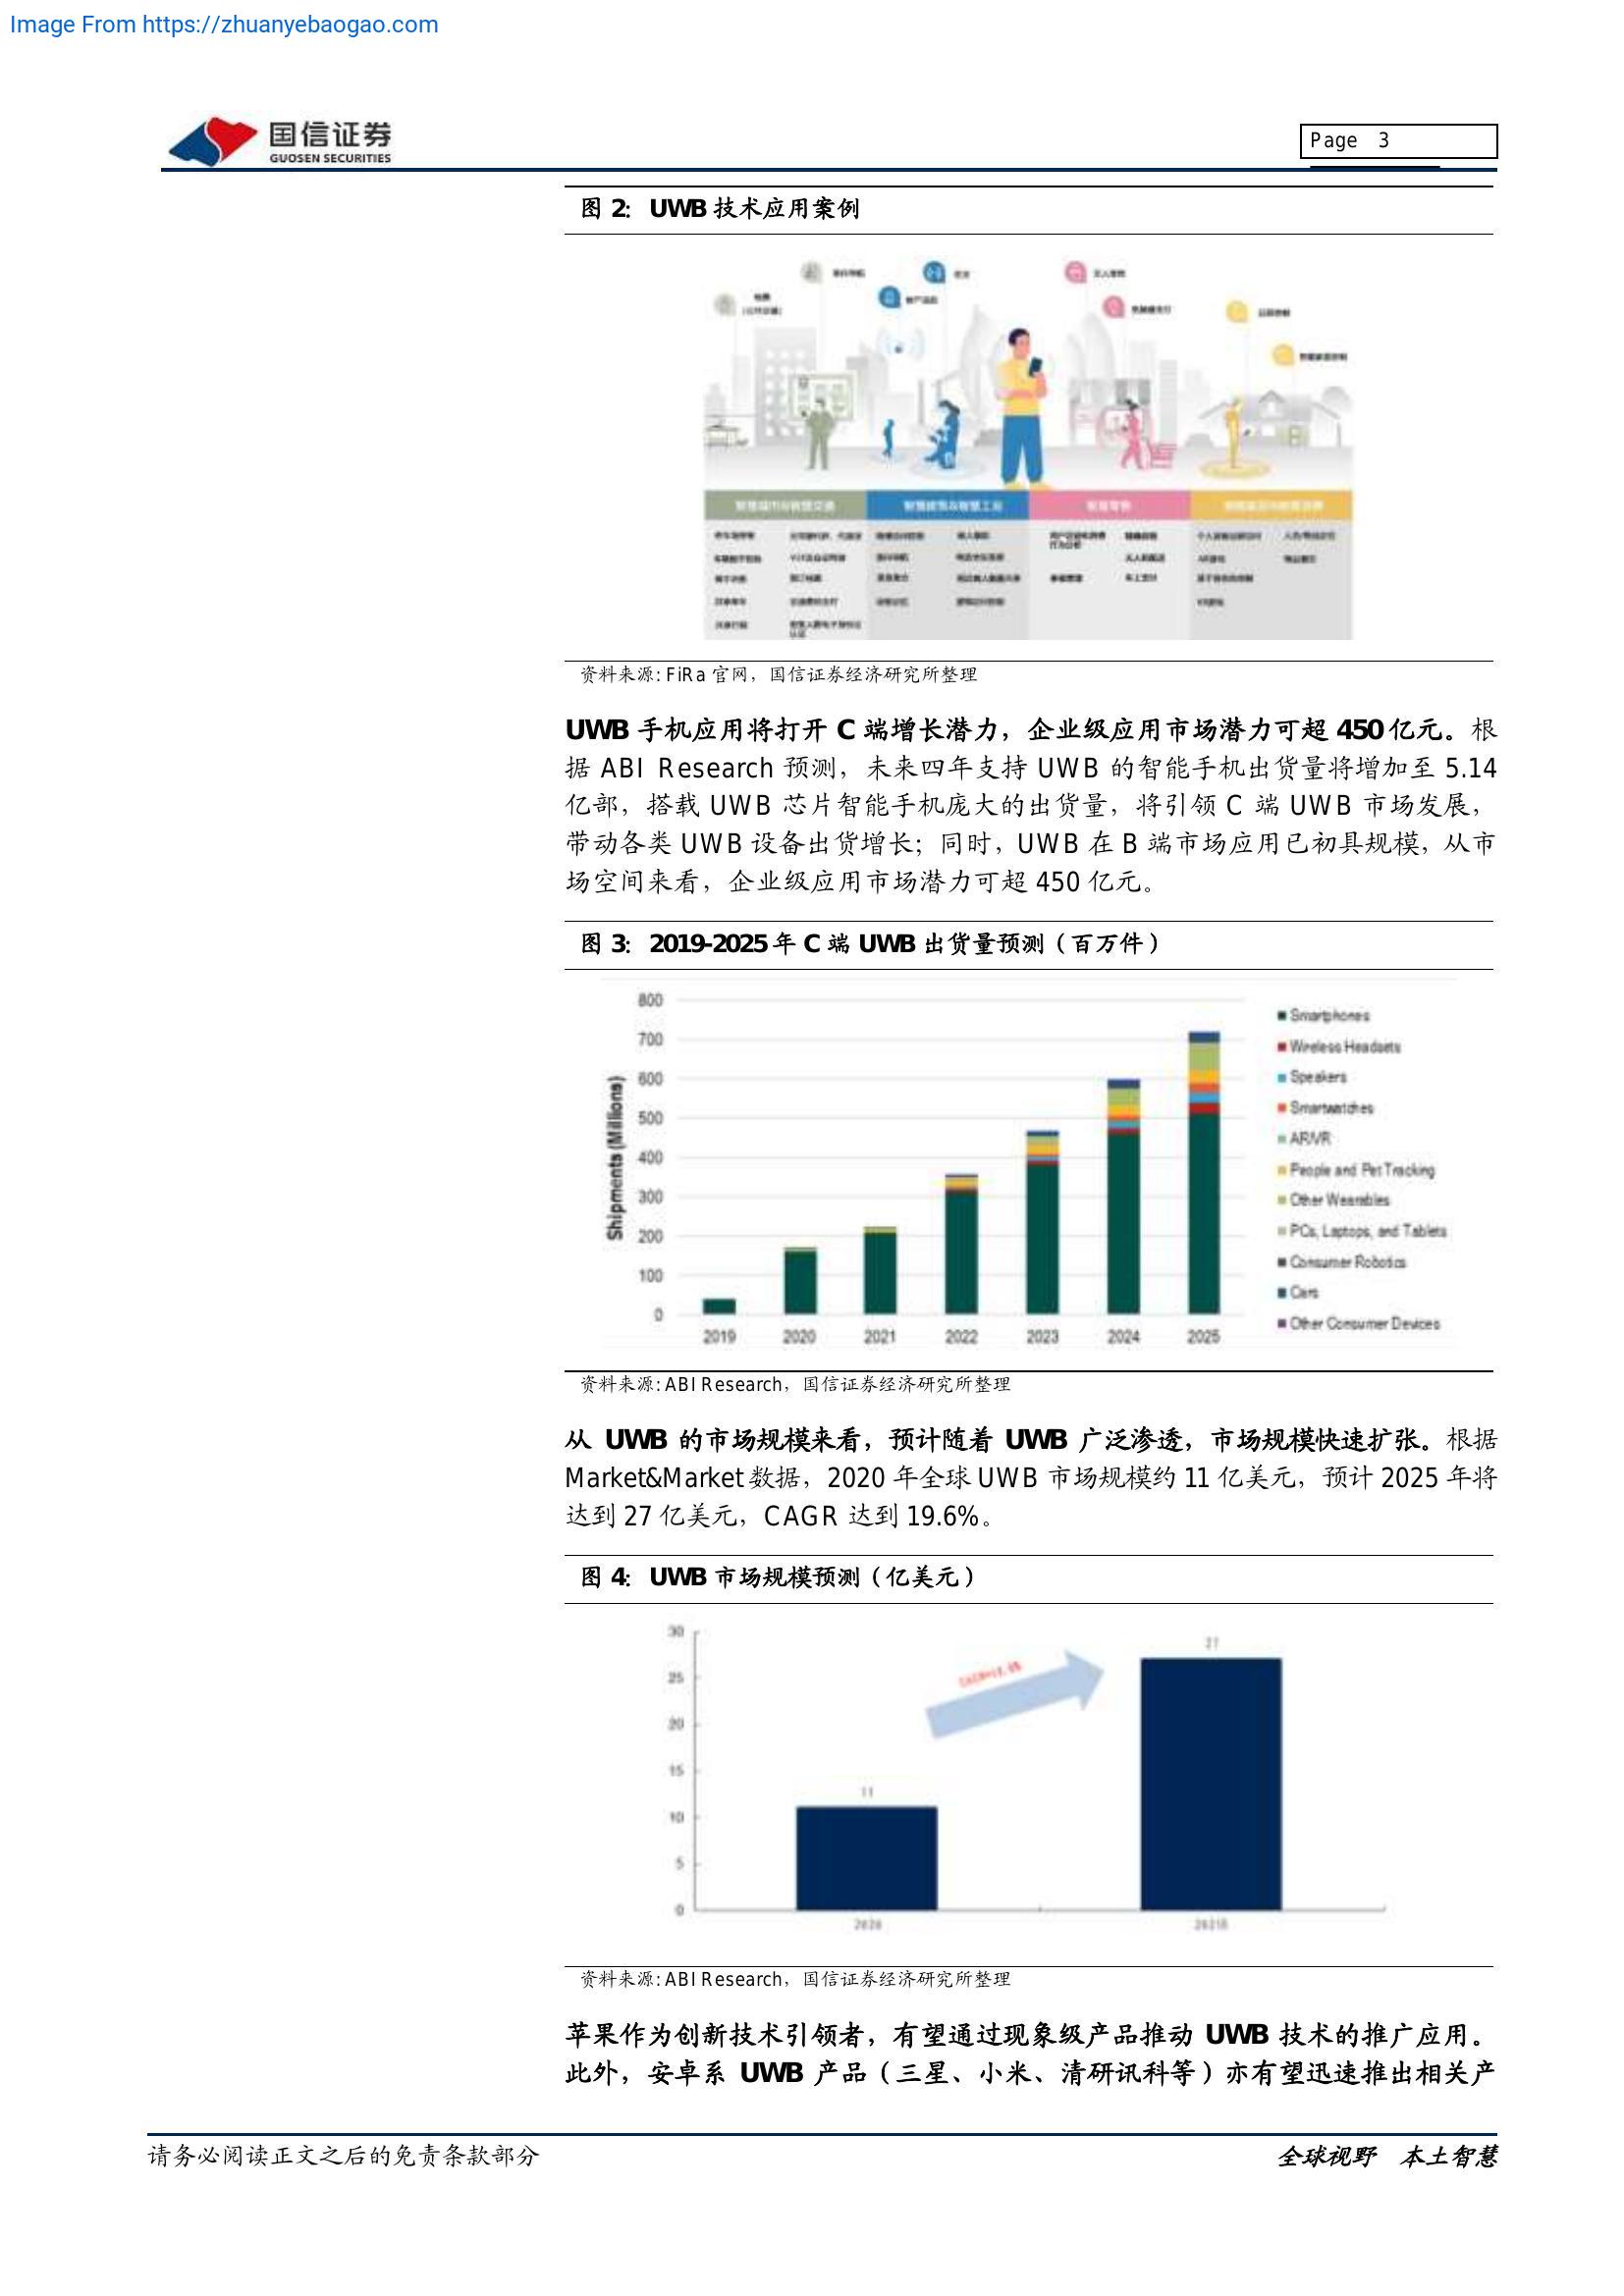 Image From https://zhuanyebaogao.com
国信证券
GUOSEN SECURITIES
Page 3
图 2: UWB 技术应用案例
资料来源: FiRa 官网，国信证券经济研究所整理
UWB 手机应用将打开 C 端增长潜力，企业级应用市场潜力可超 450 亿元。根
据 ABI Research 预测，未来四年支持 UWB 的智能手机出货量将增加至 5.14
亿部，搭载 UWB 芯片智能手机庞大的出货量，将引领 C 端 UWB 市场发展，
带动各类 UWB 设备出货增长；同时，UWB 在 B 端市场应用已初具规模，从市
场空间来看，企业级应用市场潜力可超 450 亿元。
图 3: 2019-2025 年 C 端 UWB 出货量预测（百万件）
800
700
600
500
400
300
200
100
0
Shipments (Millions)
2019 2020 2021 2022 2023 2024 2025
Smartphones
Wireless Headsets
Speakers
Smartwatches
AR/VR
People and Pet Tracking
Other Wearables
PCs, Laptops, and Tablets
Consumer Robotics
Cars
Other Consumer Devices
资料来源: ABI Research，国信证券经济研究所整理
从 UWB 的市场规模来看，预计随着 UWB 广泛渗透，市场规模快速扩张。根据
Market&Market 数据，2020 年全球 UWB 市场规模约 11 亿美元，预计 2025 年将
达到 27 亿美元，CAGR 达到 19.6%。
图 4: UWB 市场规模预测（亿美元）
30
25
20
15
10
5
0
11
27
2020
资料来源: ABI Research，国信证券经济研究所整理
苹果作为创新技术引领者，有望通过现象级产品推动 UWB 技术的推广应用。
此外，安卓系 UWB 产品（三星、小米、清研讯科等）亦有望迅速推出相关产
请务必阅读正文之后的免责条款部分
全球视野 本土智慧